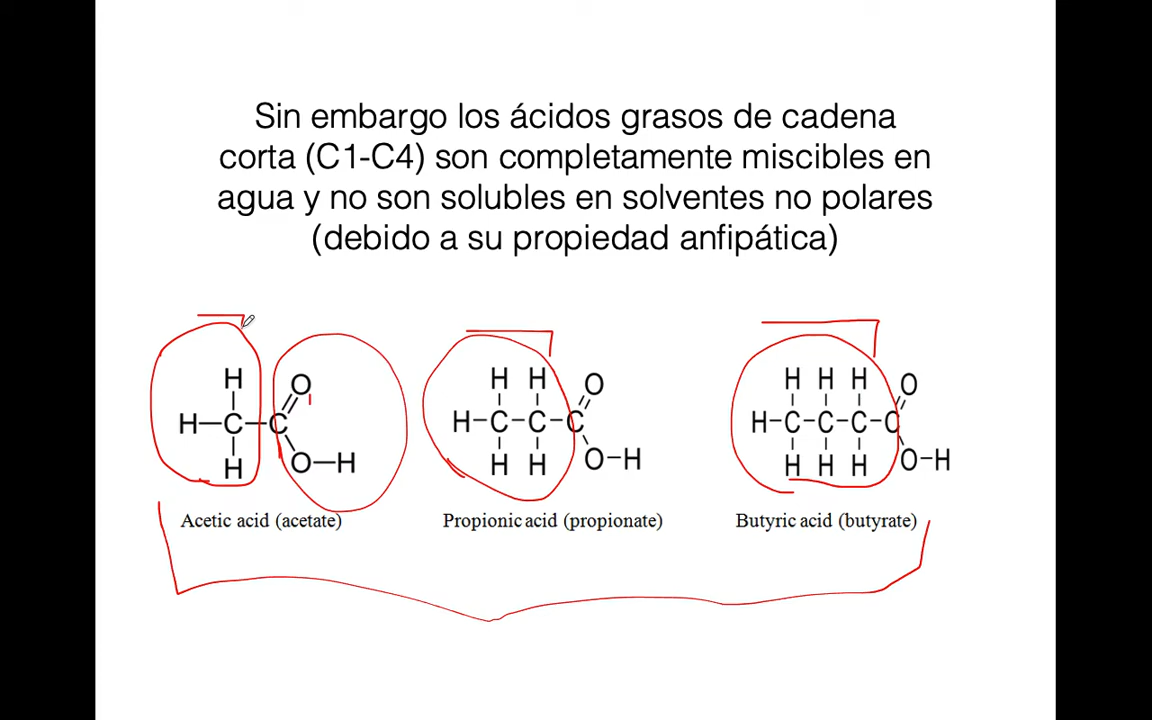 Sin embargo los ácidos grasos de cadena
corta (C1-C4) son completamente miscibles en
agua y no son solubles en solventes no polares
(debido a su propiedad anfipática)
H O H H O H H H O
H—C—C H–C–C–C H–C–C–C–C
H O—H H H O–H H H H O–H
Acetic acid (acetate) Propionic acid (propionate) Butyric acid (butyrate)